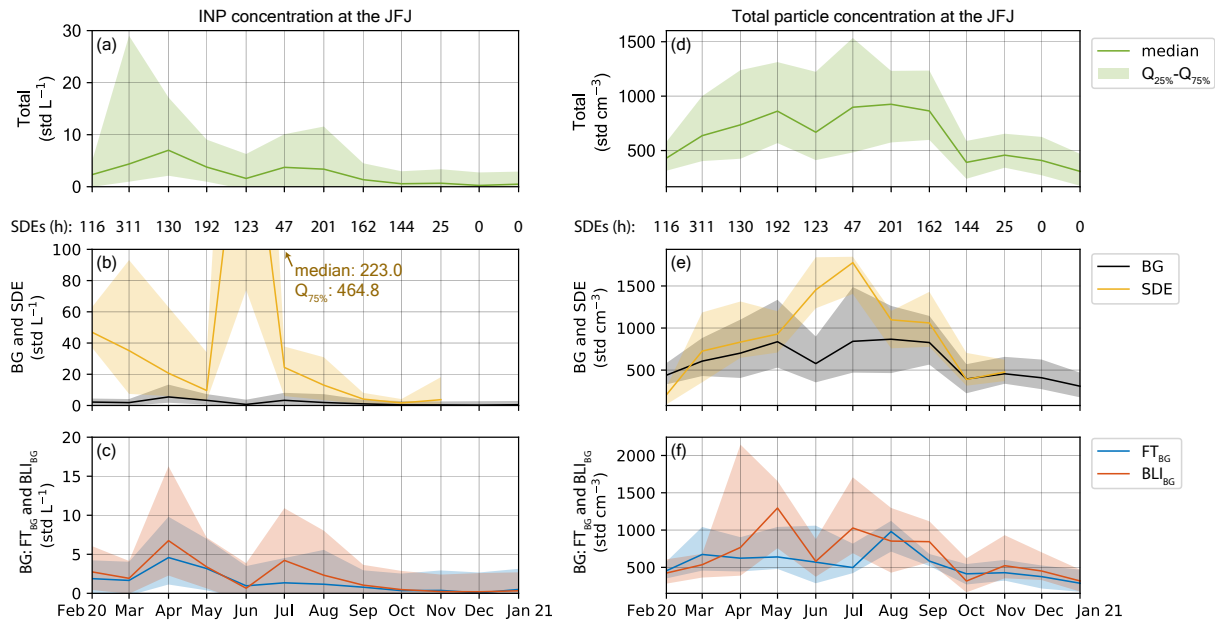 INP concentration at the JFJ
(a)
30
20
10
0
Total
(std L⁻¹)
SDEs (h): 116 311 130 192 123 47 201 162 144 25 0 0
(b)
100
80
60
40
20
0
BG and SDE
(std L⁻¹)
median: 223.0
Q75%: 464.8
(c)
20
15
10
5
0
BG: FTBG and BLIBG
(std L⁻¹)
Feb 20 Mar Apr May Jun Jul Aug Sep Oct Nov Dec Jan 21
Total particle concentration at the JFJ
(d)
1500
1000
500
Total
(std cm⁻³)
median
Q25%-Q75%
116 311 130 192 123 47 201 162 144 25 0 0
(e)
1500
1000
500
BG and SDE
(std cm⁻³)
BG
SDE
(f)
2000
1500
1000
500
BG: FTBG and BLIBG
(std cm⁻³)
FTBG
BLIBG
Feb 20 Mar Apr May Jun Jul Aug Sep Oct Nov Dec Jan 21
SDEs (h):